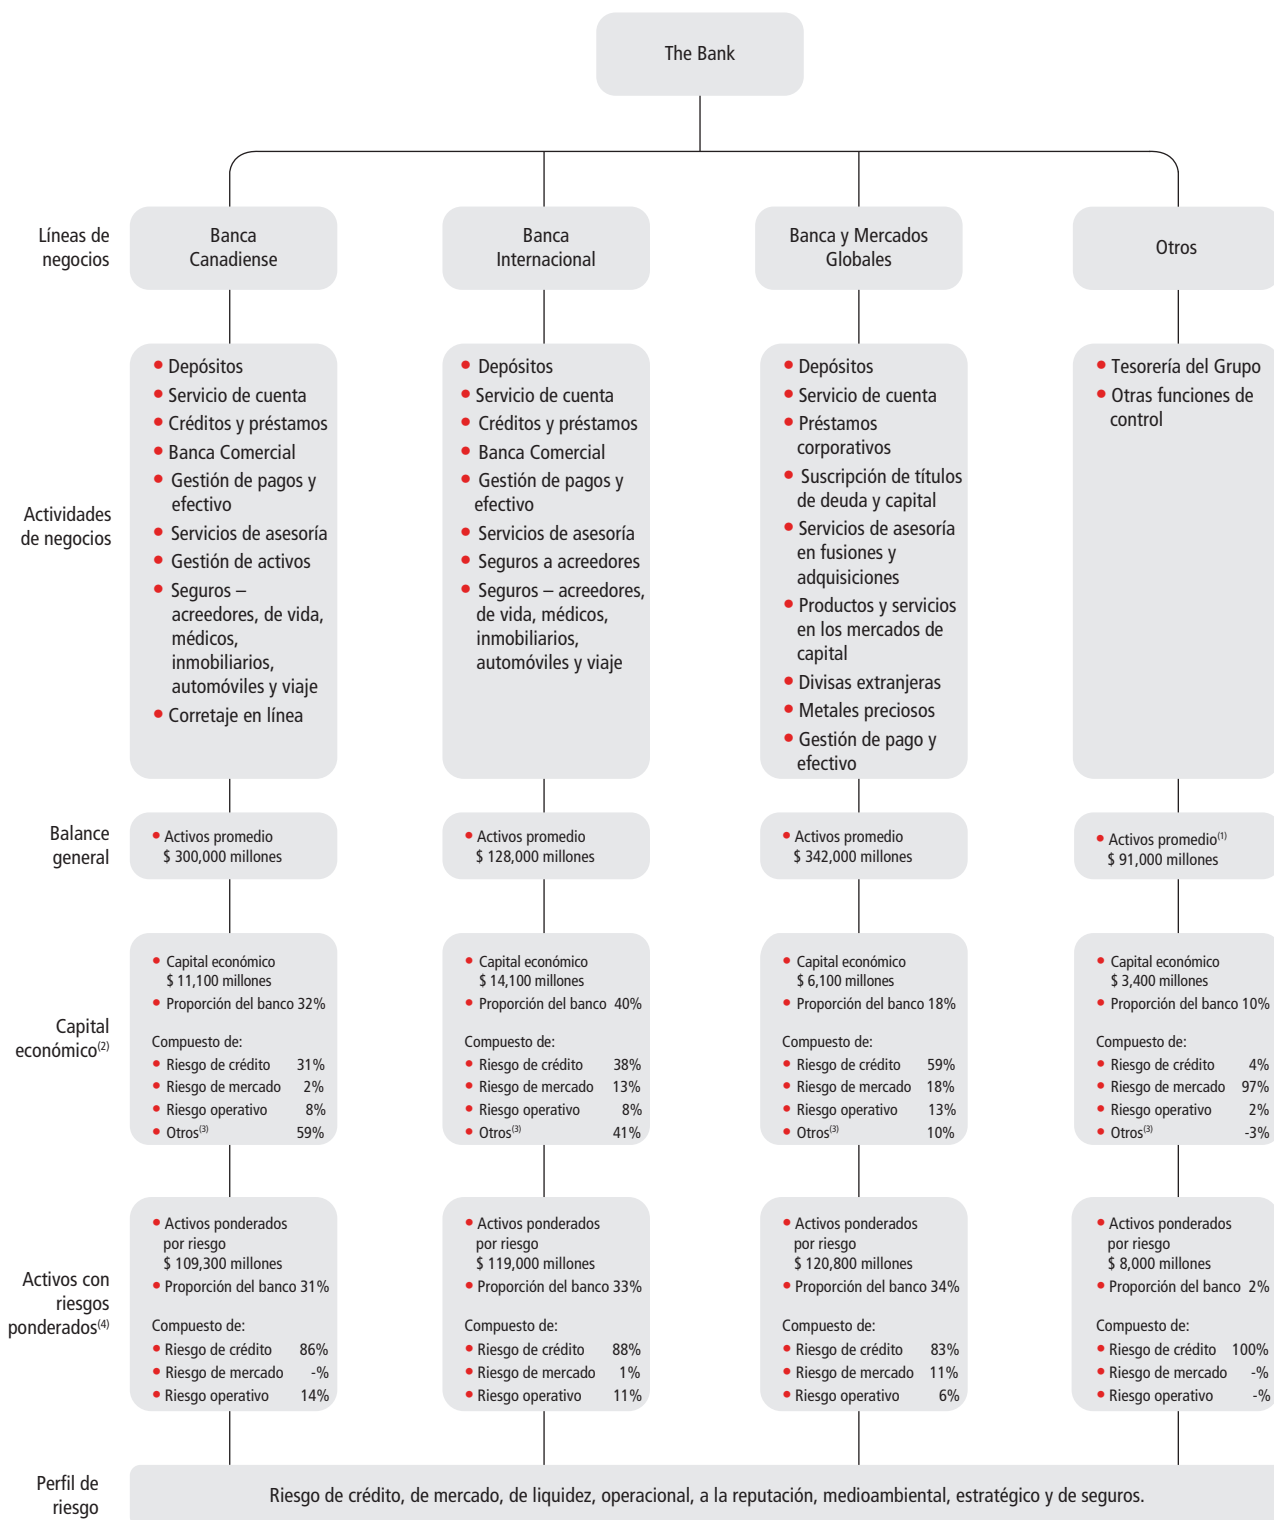 The Bank
Líneas de
negocios
Banca
Canadiense
Banca
Internacional
Banca y Mercados
Globales
Otros
Actividades
de negocios
• Depósitos
• Servicio de cuenta
• Créditos y préstamos
• Banca Comercial
• Gestión de pagos y
efectivo
• Servicios de asesoría
• Gestión de activos
• Seguros –
acreedores, de vida,
médicos,
inmobiliarios,
automóviles y viaje
• Corretaje en línea
• Depósitos
• Servicio de cuenta
• Créditos y préstamos
• Banca Comercial
• Gestión de pagos y
efectivo
• Servicios de asesoría
• Seguros a acreedores
• Seguros – acreedores,
de vida, médicos,
inmobiliarios,
automóviles y viaje
• Depósitos
• Servicio de cuenta
• Préstamos
corporativos
• Suscripción de títulos
de deuda y capital
• Servicios de asesoría
en fusiones y
adquisiciones
• Productos y servicios
en los mercados de
capital
• Divisas extranjeras
• Metales preciosos
• Gestión de pago y
efectivo
• Tesorería del Grupo
• Otras funciones de
control
Balance
general
• Activos promedio
$ 300,000 millones
• Activos promedio
$ 128,000 millones
• Activos promedio
$ 342,000 millones
• Activos promedio(1)
$ 91,000 millones
Capital
económico(2)
• Capital económico
$ 11,100 millones
• Proporción del banco 32%
Compuesto de:
• Riesgo de crédito 31%
• Riesgo de mercado 2%
• Riesgo operativo 8%
• Otros(3) 59%
• Capital económico
$ 14,100 millones
• Proporción del banco 40%
Compuesto de:
• Riesgo de crédito 38%
• Riesgo de mercado 13%
• Riesgo operativo 8%
• Otros(3) 41%
• Capital económico
$ 6,100 millones
• Proporción del banco 18%
Compuesto de:
• Riesgo de crédito 59%
• Riesgo de mercado 18%
• Riesgo operativo 13%
• Otros(3) 10%
• Capital económico
$ 3,400 millones
• Proporción del banco 10%
Compuesto de:
• Riesgo de crédito 4%
• Riesgo de mercado 97%
• Riesgo operativo 2%
• Otros(3) -3%
Activos con
riesgos
ponderados(4)
• Activos ponderados
por riesgo
$ 109,300 millones
• Proporción del banco 31%
Compuesto de:
• Riesgo de crédito 86%
• Riesgo de mercado -%
• Riesgo operativo 14%
• Activos ponderados
por riesgo
$ 119,000 millones
• Proporción del banco 33%
Compuesto de:
• Riesgo de crédito 88%
• Riesgo de mercado 1%
• Riesgo operativo 11%
• Activos ponderados
por riesgo
$ 120,800 millones
• Proporción del banco 34%
Compuesto de:
• Riesgo de crédito 83%
• Riesgo de mercado 11%
• Riesgo operativo 6%
• Activos ponderados
por riesgo
$ 8,000 millones
• Proporción del banco 2%
Compuesto de:
• Riesgo de crédito 100%
• Riesgo de mercado -%
• Riesgo operativo -%
Perfil de
riesgo
Riesgo de crédito, de mercado, de liquidez, operacional, a la reputación, medioambiental, estratégico y de seguros.